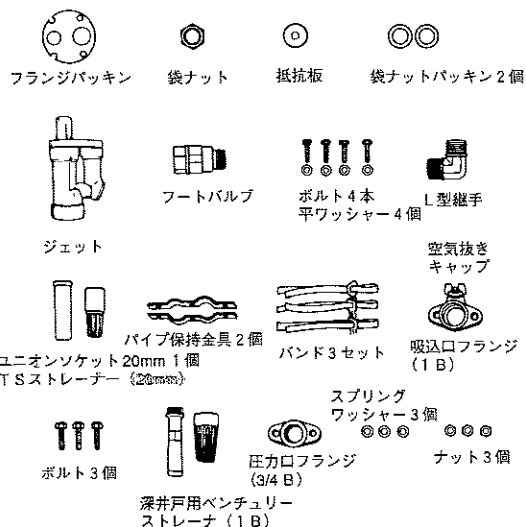 フランジパッキン
袋ナット
抵抗板
袋ナットパッキン2個
ジェット
フートバルブ
ボルト4本
平ワッシャー4個
L型継手
空気抜き
キャップ
ユニオンソケット20mm 1個
TSストレーナー (20mm)
パイプ保持金具2個
バンド3セット
吸込口フランジ
(1B)
ボルト3個
深井戸用ベンチュリー
ストレーナ(1B)
圧力口フランジ
(3/4 B)
スプリング
ワッシャー3個
ナット3個